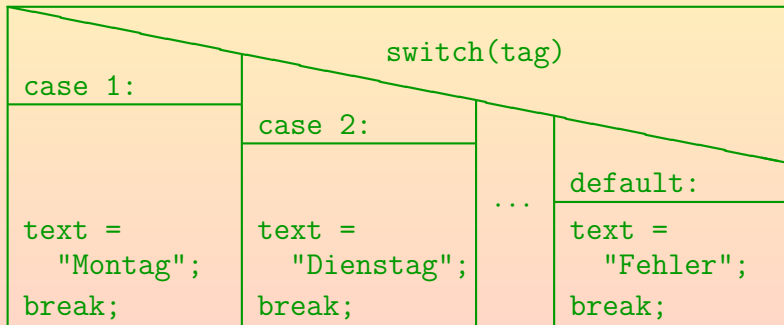 switch(tag)
case 1:
text =
"Montag";
break;
case 2:
text =
"Dienstag";
break;
...
default:
text =
"Fehler";
break;